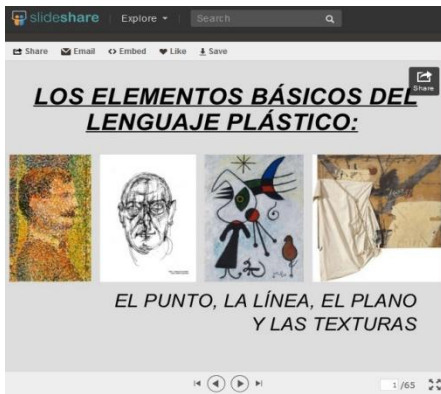 slideshare Explore Search
Share Email Embed Like Save
Share
LOS ELEMENTOS BÁSICOS DEL
LENGUAJE PLÁSTICO:
EL PUNTO, LA LÍNEA, EL PLANO
Y LAS TEXTURAS
1 /65